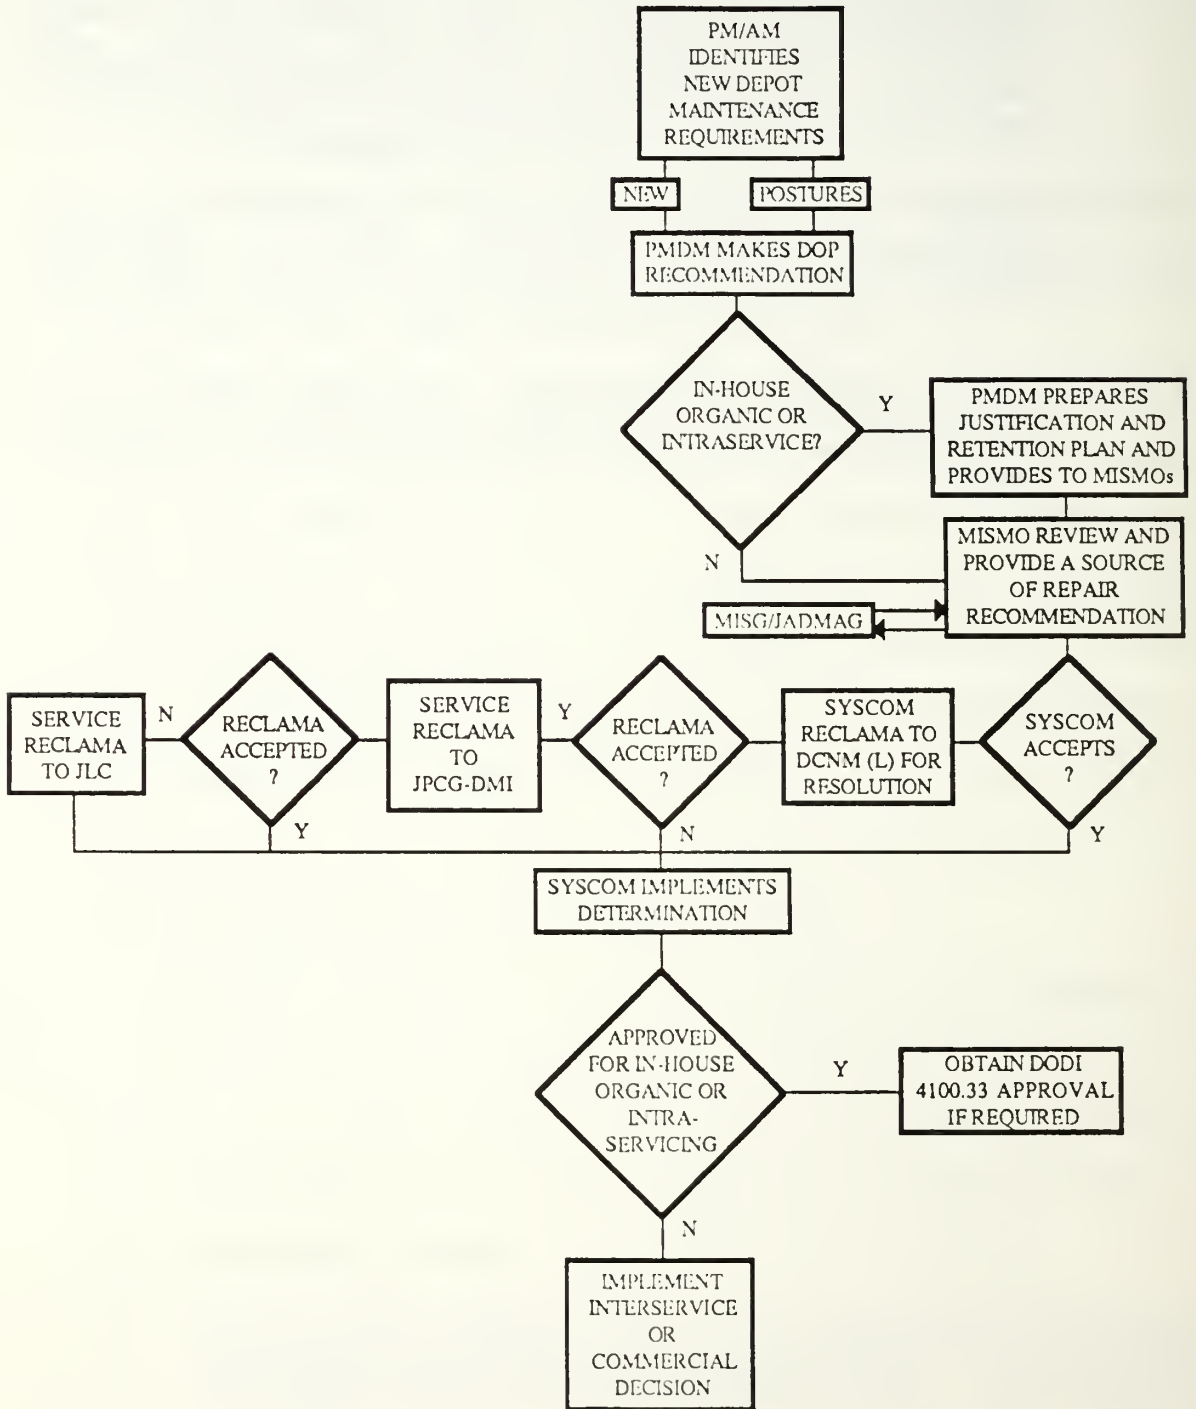 PM/AM
IDENTIFIES
NEW DEPOT
MAINTENANCE
REQUIREMENTS
NEW
POSTURES
PMDM MAKES DOP
RECOMMENDATION
IN-HOUSE
ORGANIC OR
INTRASERVICE?
Y
PMDM PREPARES
JUSTIFICATION AND
RETENTION PLAN AND
PROVIDES TO MISMOs
N
MISMO REVIEW AND
PROVIDE A SOURCE
OF REPAIR
RECOMMENDATION
MISG/JADMAG
SERVICE
RECLAMA
TO JLC
N
RECLAMA
ACCEPTED
?
Y
SERVICE
RECLAMA
TO
JPCG-DMI
Y
RECLAMA
ACCEPTED
?
N
SYSCOM
RECLAMA TO
DCNM (L) FOR
RESOLUTION
SYSCOM
ACCEPTS
?
Y
SYSCOM IMPLEMENTS
DETERMINATION
APPROVED
FOR IN-HOUSE
ORGANIC OR
INTRA-
SERVICING
Y
OBTAIN DODI
4100.33 APPROVAL
IF REQUIRED
N
IMPLEMENT
INTERSERVICE
OR
COMMERCIAL
DECISION